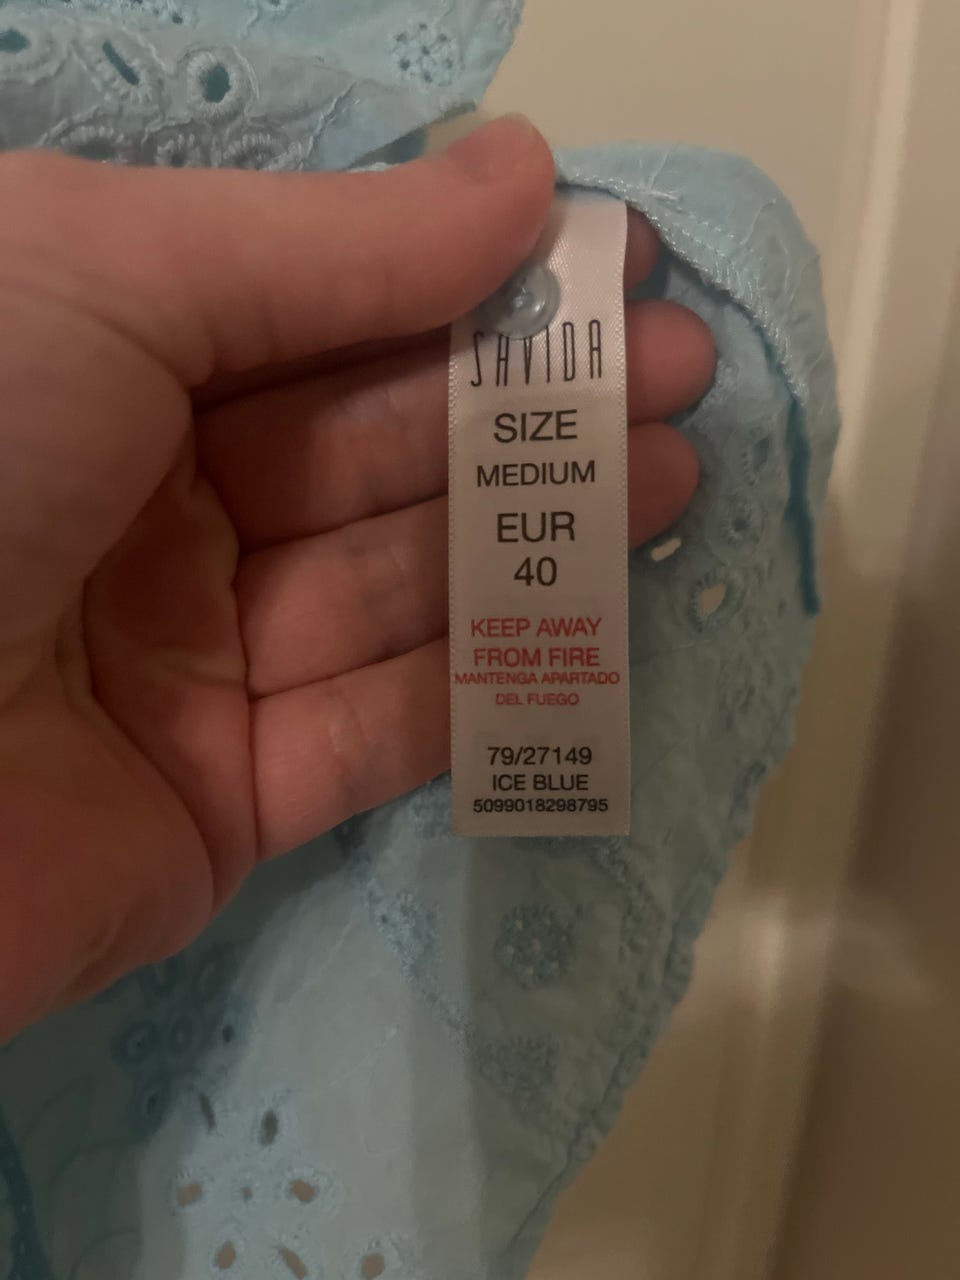 SAVIDA
SIZE
MEDIUM
EUR
40
KEEP AWAY
FROM FIRE
MANTENGA APARTADO
DEL FUEGO
79/27149
ICE BLUE
5099018298795